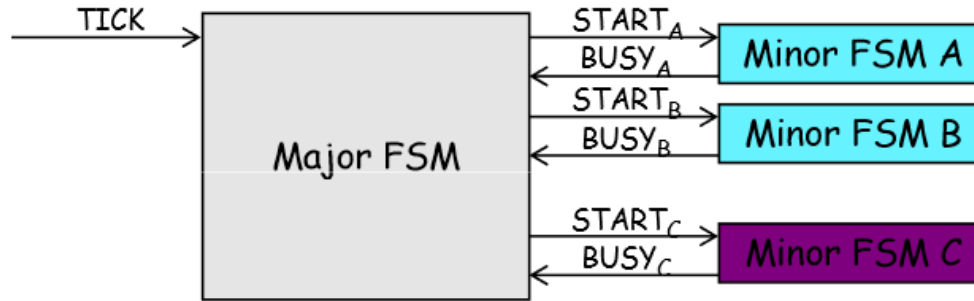 TICK
START_A
BUSY_A
Minor FSM A
START_B
BUSY_B
Minor FSM B
Major FSM
START_C
BUSY_C
Minor FSM C